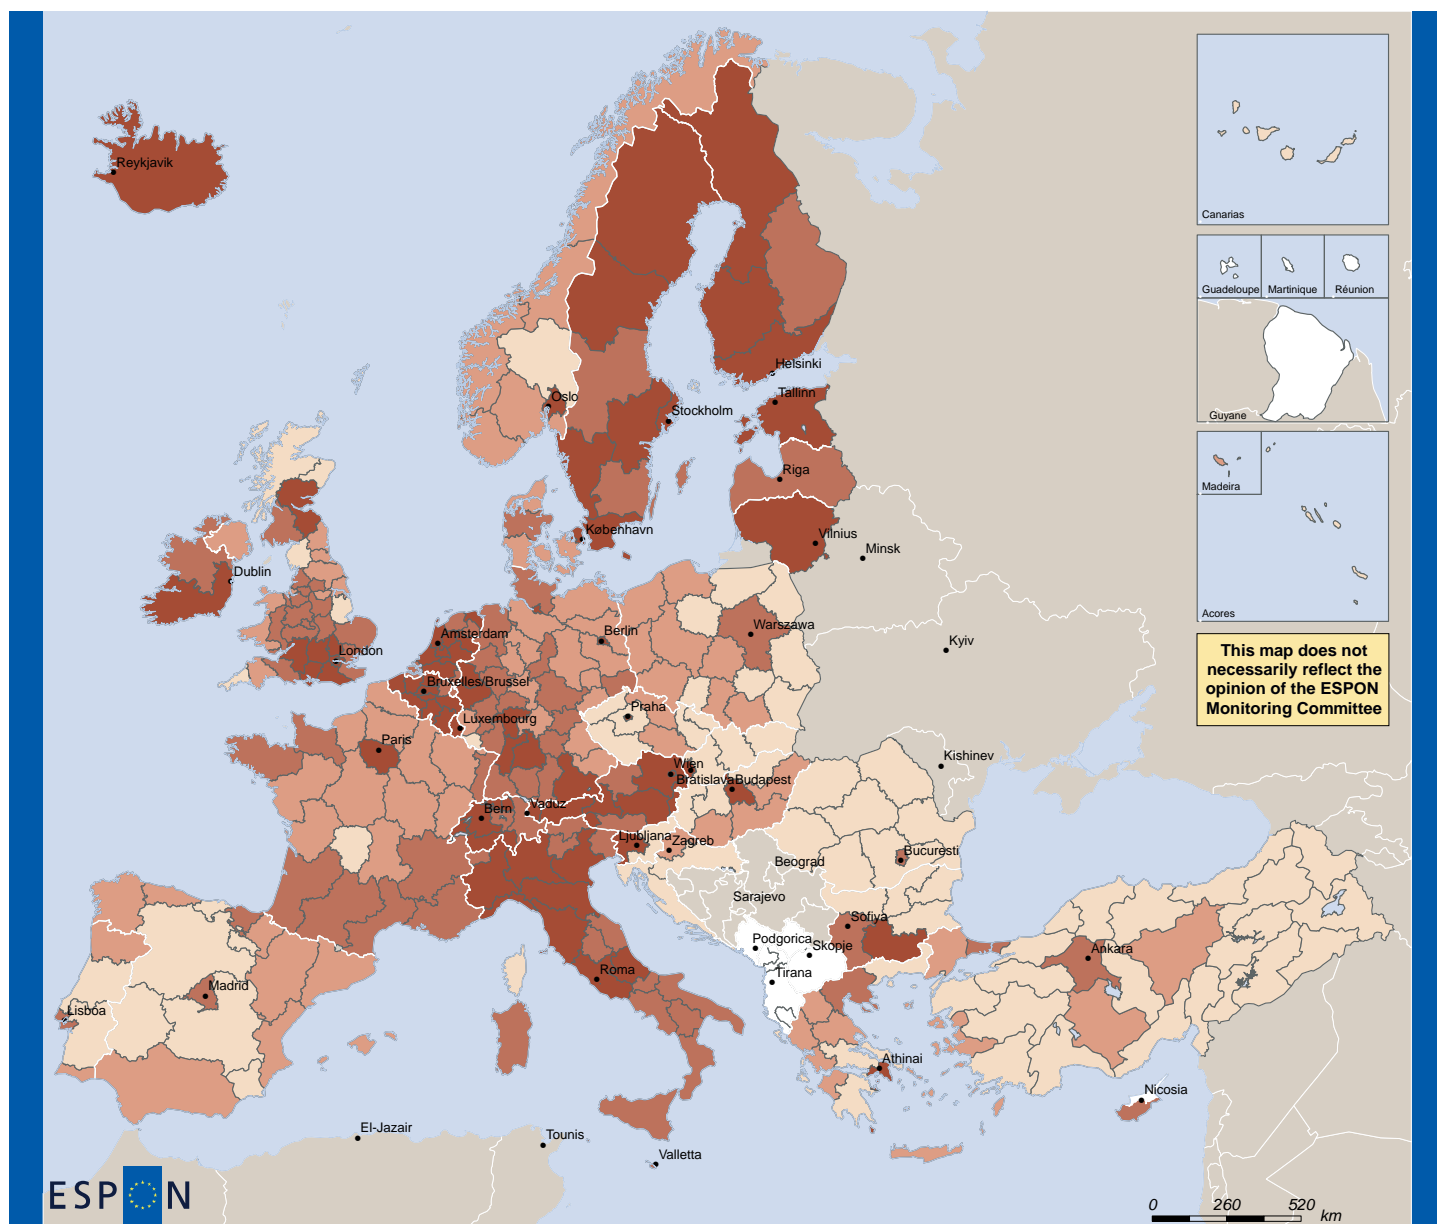 Reykjavik
Canarias
Guadeloupe
Martinique
Réunion
Helsinki
Oslo
Tallinn
Stockholm
Guyane
Riga
Madeira
København
Vilnius
Minsk
Dublin
Acores
Amsterdam
Berlin
Warszawa
London
Kyiv
This map does not
necessarily reflect the
opinion of the ESPON
Monitoring Committee
Bruxelles/Brussel
Praha
Luxembourg
Paris
Kishinev
Wien
Bratislava
Budapest
Bern
Vaduz
Ljubljana
Zagreb
Bucuresti
Beograd
Sarajevo
Sofiya
Podgorica
Skopje
Ankara
Roma
Tirana
Madrid
Lisboa
Athinai
Nicosia
El-Jazair
Tounis
Valletta
ESPON
0 260 520
km